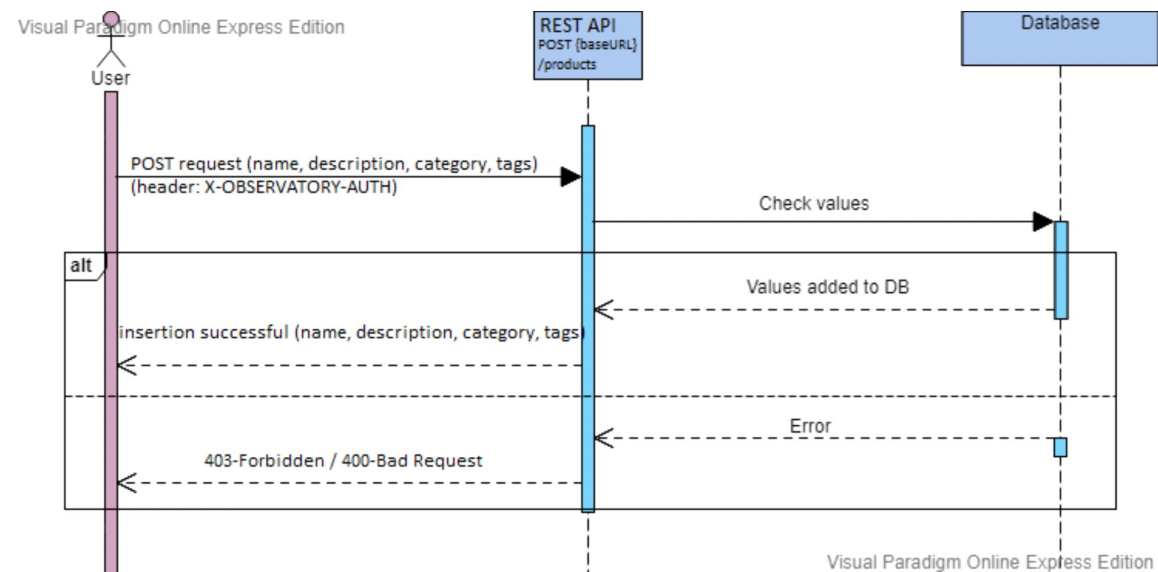 Visual Paradigm Online Express Edition
User
REST API
POST {baseURL}
/products
Database
POST request (name, description, category, tags)
(header: X-OBSERVATORY-AUTH)
Check values
alt
Values added to DB
insertion successful (name, description, category, tags)
Error
403-Forbidden / 400-Bad Request
Visual Paradigm Online Express Edition